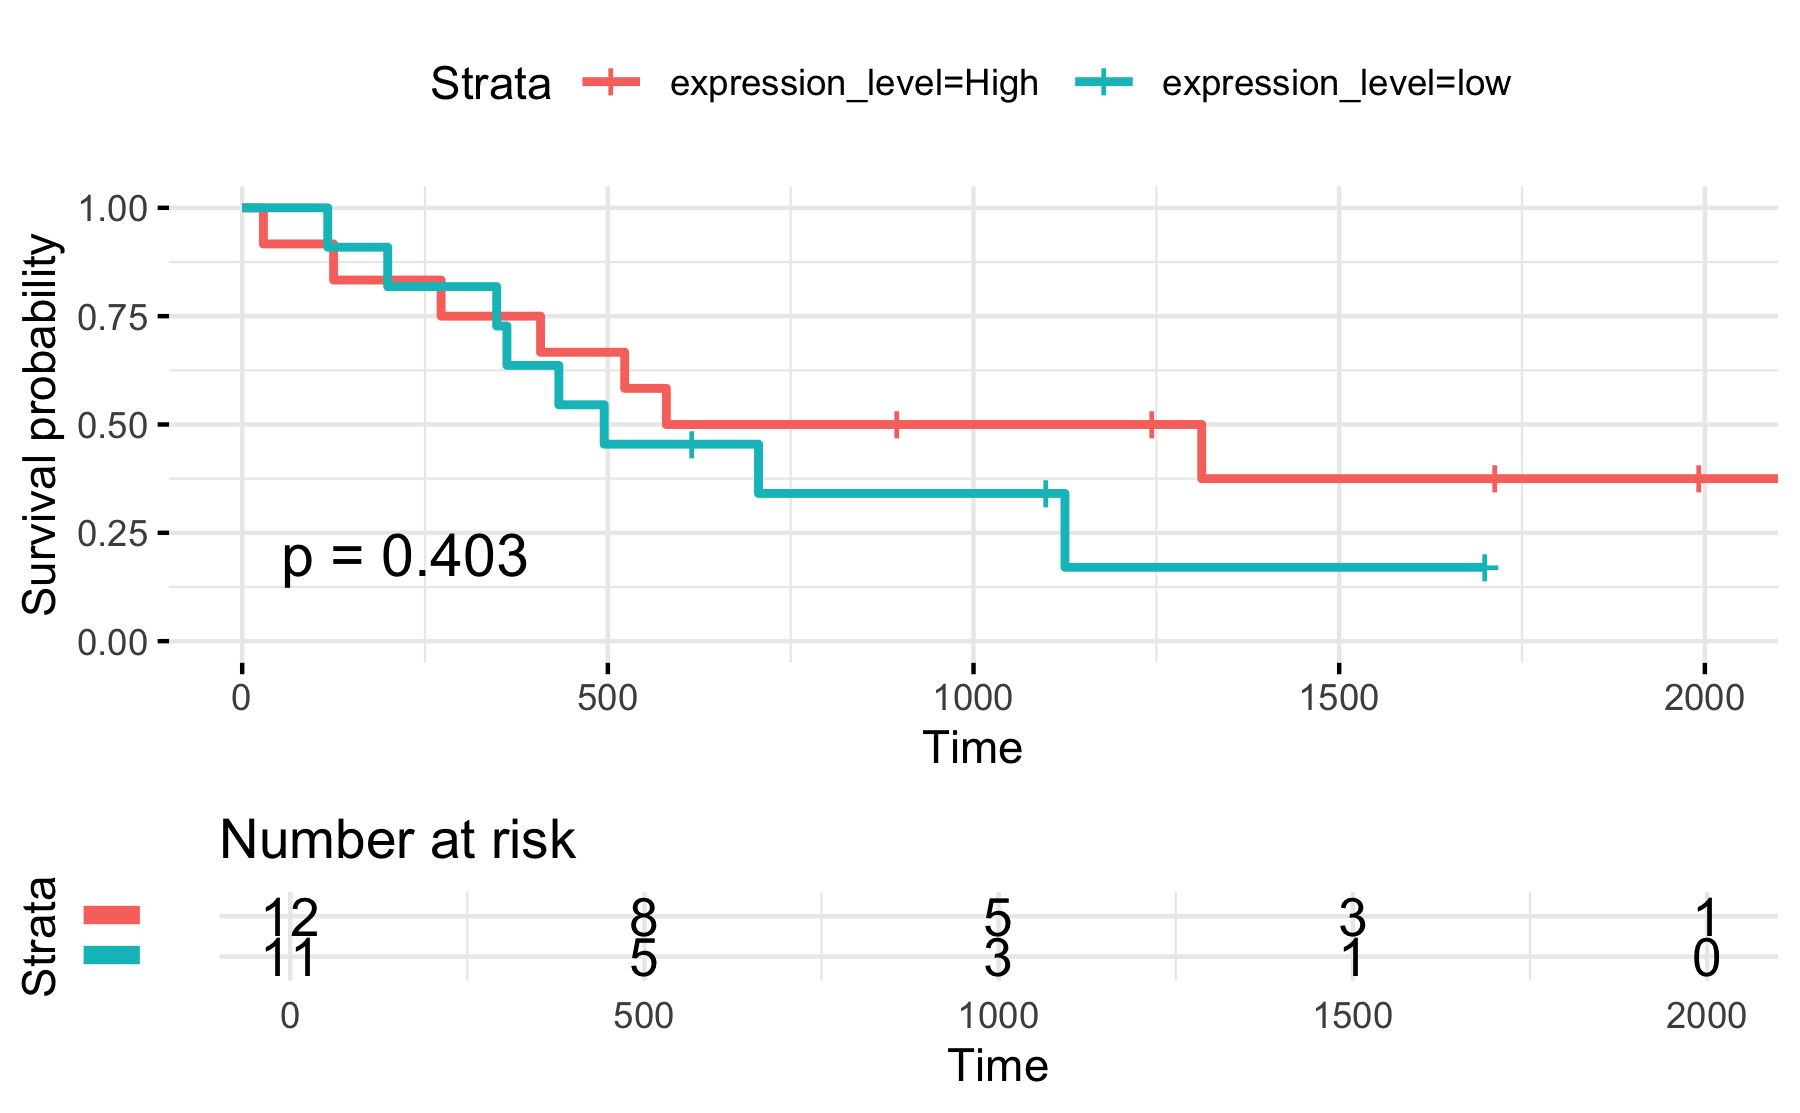 Strata expression_level=High expression_level=low
Survival probability
1.00
0.75
0.50
0.25
0.00
p = 0.403
0 500 1000 1500 2000
Time
Number at risk
Strata
12 8 5 3 1
11 5 3 1 0
0 500 1000 1500 2000
Time